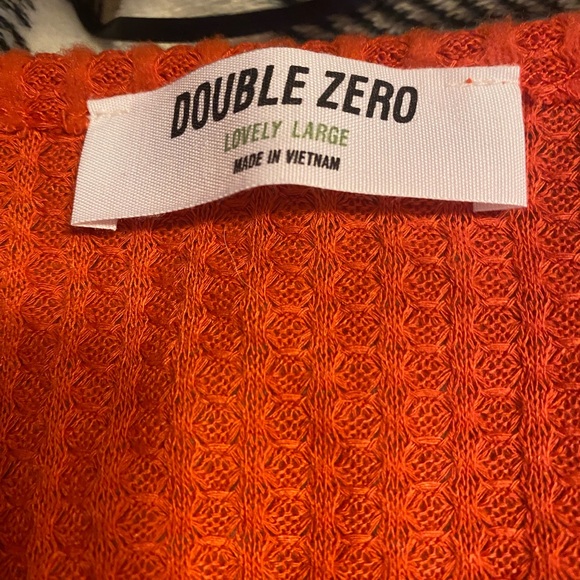 DOUBLE ZERO
LOVELY LARGE
MADE IN VIETNAM